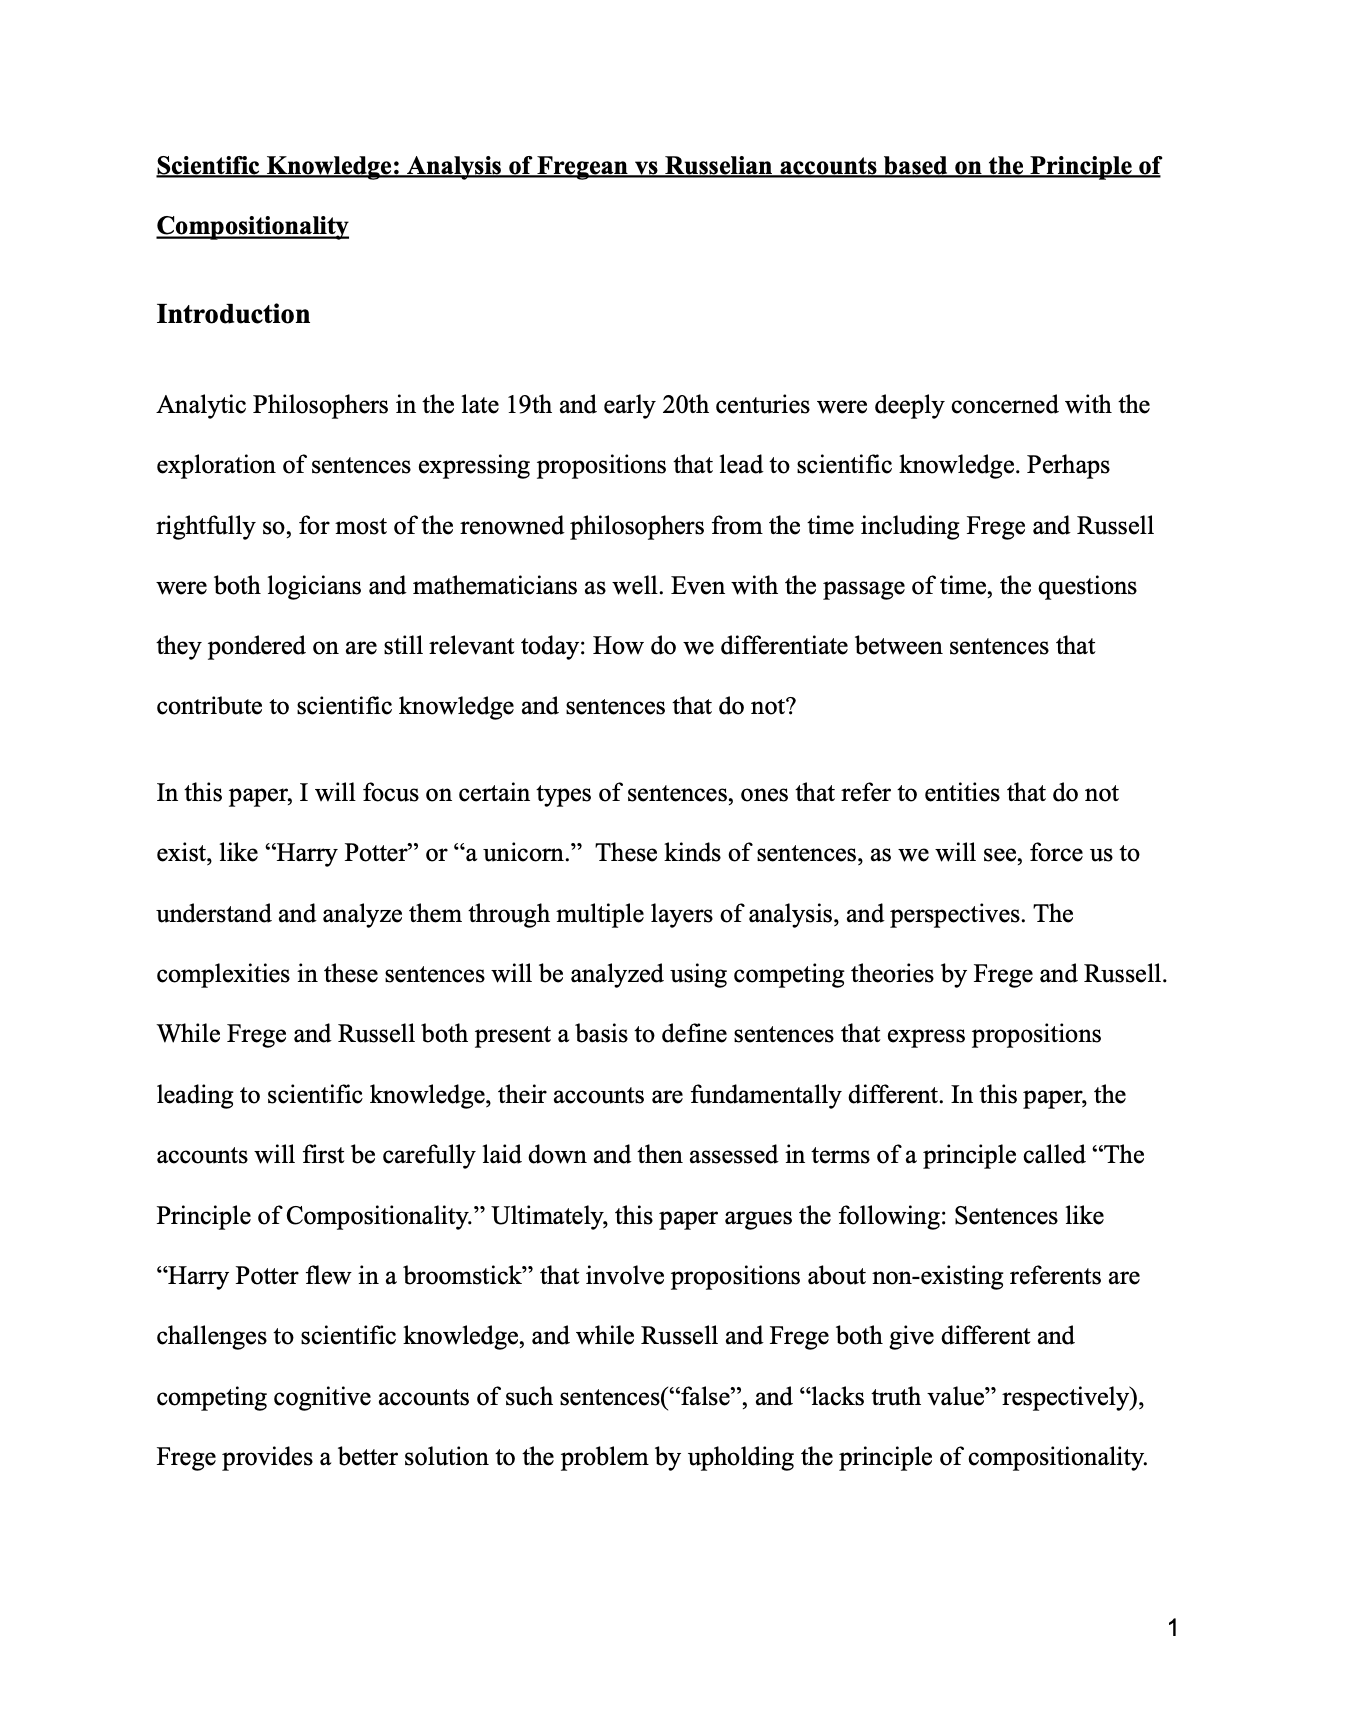 Scientific Knowledge: Analysis of Fregean vs Russelian accounts based on the Principle of
Compositionality
Introduction
Analytic Philosophers in the late 19th and early 20th centuries were deeply concerned with the
exploration of sentences expressing propositions that lead to scientific knowledge. Perhaps
rightfully so, for most of the renowned philosophers from the time including Frege and Russell
were both logicians and mathematicians as well. Even with the passage of time, the questions
they pondered on are still relevant today: How do we differentiate between sentences that
contribute to scientific knowledge and sentences that do not?
In this paper, I will focus on certain types of sentences, ones that refer to entities that do not
exist, like “Harry Potter” or “a unicorn.”  These kinds of sentences, as we will see, force us to
understand and analyze them through multiple layers of analysis, and perspectives. The
complexities in these sentences will be analyzed using competing theories by Frege and Russell.
While Frege and Russell both present a basis to define sentences that express propositions
leading to scientific knowledge, their accounts are fundamentally different. In this paper, the
accounts will first be carefully laid down and then assessed in terms of a principle called “The
Principle of Compositionality.” Ultimately, this paper argues the following: Sentences like
“Harry Potter flew in a broomstick” that involve propositions about non-existing referents are
challenges to scientific knowledge, and while Russell and Frege both give different and
competing cognitive accounts of such sentences(“false”, and “lacks truth value” respectively),
Frege provides a better solution to the problem by upholding the principle of compositionality.
1